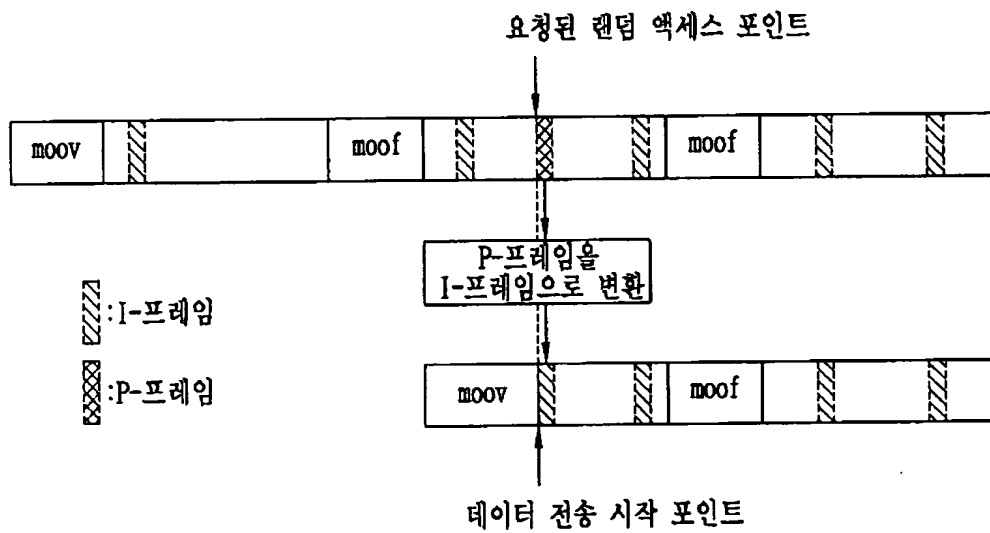 요청된 랜덤 액세스 포인트
moov moof moof
P-프레임을
I-프레임으로 변환
:I-프레임
:P-프레임
moov moof
데이터 전송 시작 포인트